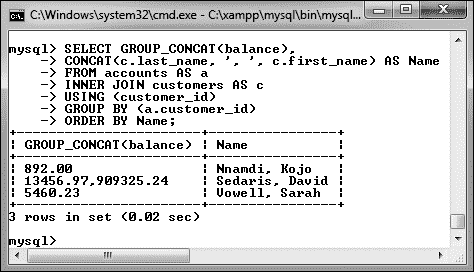 C:\Windows\system32\cmd.exe - C:\xampp\mysql\bin\mysql...
mysql> SELECT GROUP_CONCAT(balance),
-> CONCAT(c.last_name, ', ', c.first_name) AS Name
-> FROM accounts AS a
-> INNER JOIN customers AS c
-> USING (customer_id)
-> GROUP BY (a.customer_id)
-> ORDER BY Name;
+-----------------------+----------------+
| GROUP_CONCAT(balance) | Name           |
+-----------------------+----------------+
| 892.00                | Nnamdi, Kojo   |
| 13456.97,909325.24    | Sedaris, David |
| 5460.23               | Vowell, Sarah  |
+-----------------------+----------------+
3 rows in set (0.02 sec)
mysql>